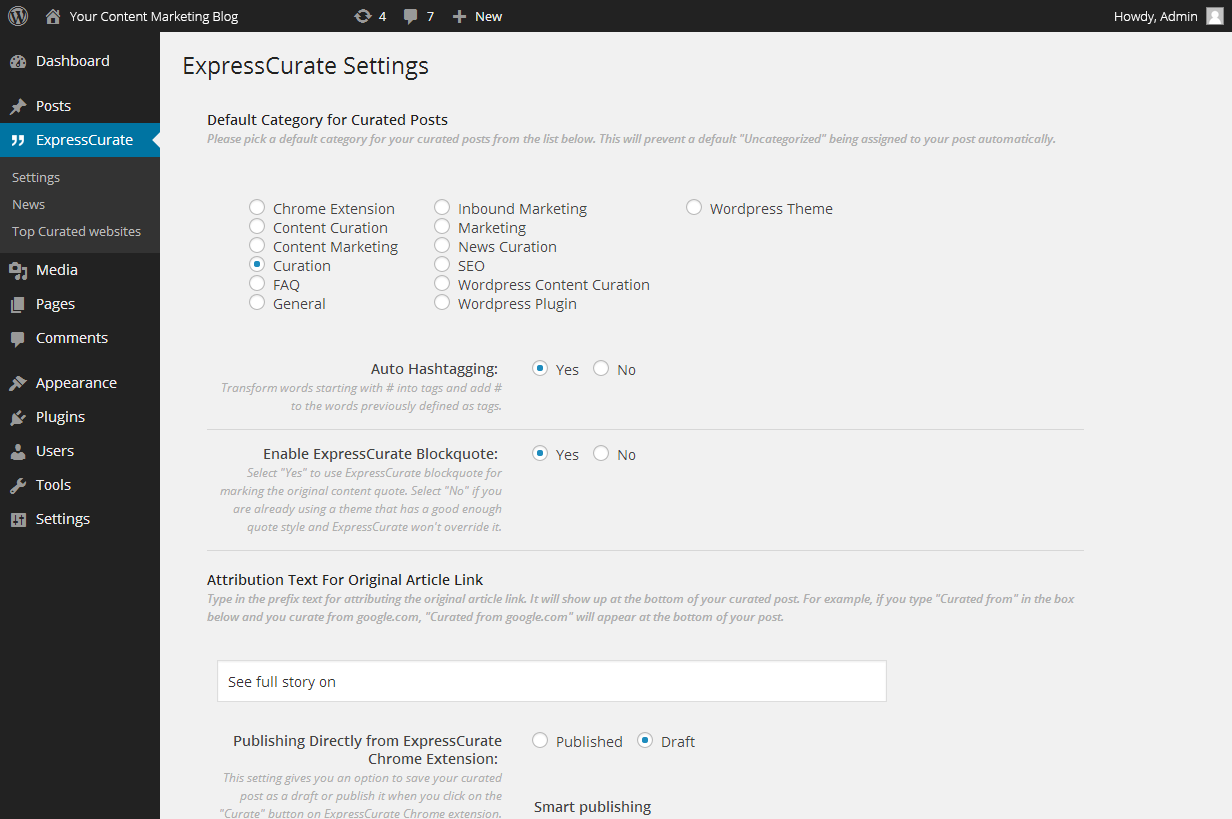 Your Content Marketing Blog 4 7 New Howdy, Admin
Dashboard
Posts
ExpressCurate
Settings
News
Top Curated websites
Media
Pages
Comments
Appearance
Plugins
Users
Tools
Settings
ExpressCurate Settings
Default Category for Curated Posts
Please pick a default category for your curated posts from the list below. This will prevent a default "Uncategorized" being assigned to your post automatically.
Chrome Extension
Content Curation
Content Marketing
Curation
FAQ
General
Inbound Marketing
Marketing
News Curation
SEO
Wordpress Content Curation
Wordpress Plugin
Wordpress Theme
Auto Hashtagging: Yes No
Transform words starting with # into tags and add #
to the words previously defined as tags.
Enable ExpressCurate Blockquote: Yes No
Select "Yes" to use ExpressCurate blockquote for
marking the original content quote. Select "No" if you
are already using a theme that has a good enough
quote style and ExpressCurate won't override it.
Attribution Text For Original Article Link
Type in the prefix text for attributing the original article link. It will show up at the bottom of your curated post. For example, if you type "Curated from" in the box
below and you curate from google.com, "Curated from google.com" will appear at the bottom of your post.
See full story on
Publishing Directly from ExpressCurate
Chrome Extension:
Published Draft
This setting gives you an option to save your curated
post as a draft or publish it when you click on the
"Curate" button on ExpressCurate Chrome extension.
Smart publishing